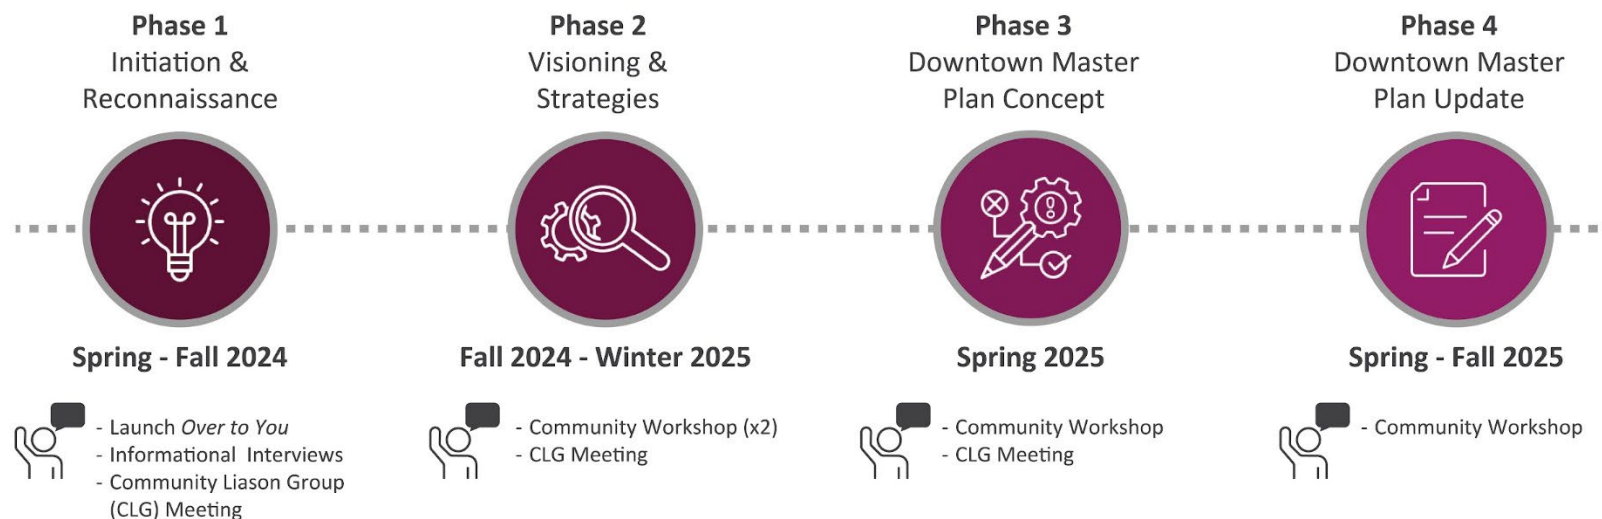 Phase 1
Initiation &
Reconnaissance
Spring - Fall 2024
- Launch Over to You
- Informational Interviews
- Community Liason Group
(CLG) Meeting
Phase 2
Visioning &
Strategies
Fall 2024 - Winter 2025
- Community Workshop (x2)
- CLG Meeting
Phase 3
Downtown Master
Plan Concept
Spring 2025
- Community Workshop
- CLG Meeting
Phase 4
Downtown Master
Plan Update
Spring - Fall 2025
- Community Workshop